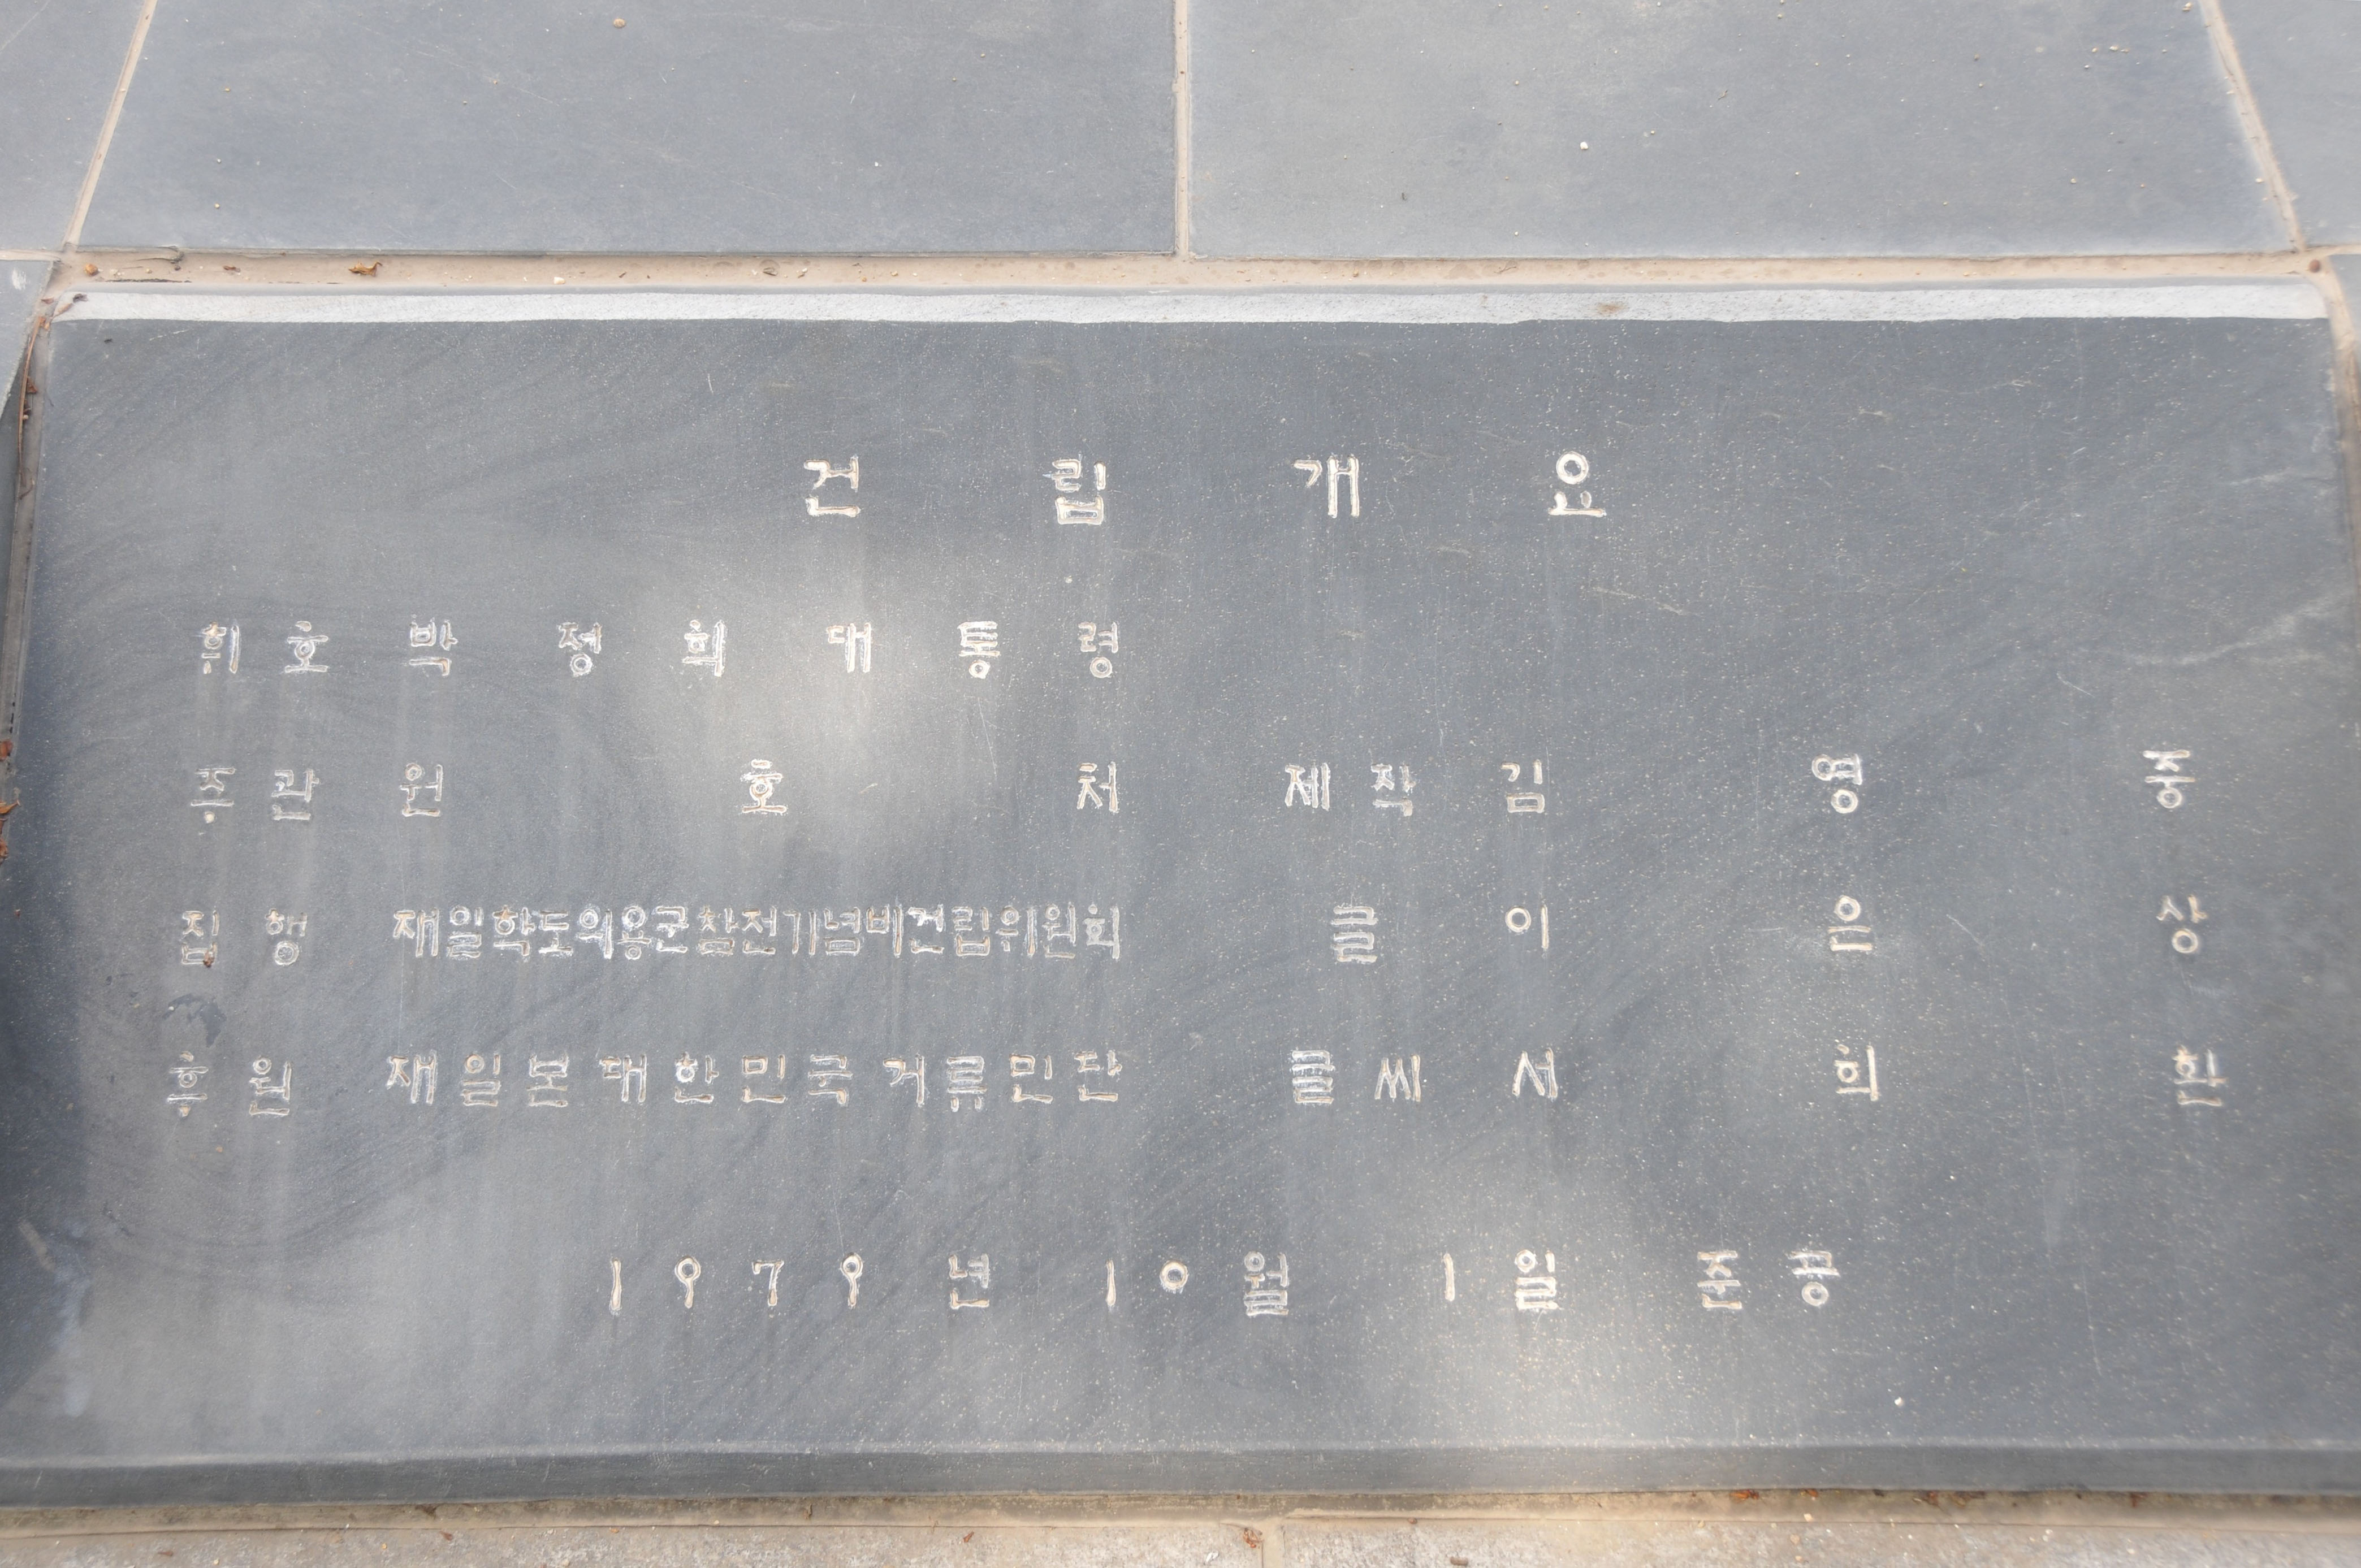 건 립 개 요
휘호 박 정 희 대 통 령
주관 원 호 처 제작 김 영 중
집행 재일학도의용군참전기념비건립위원회 글 이 은 상
후원 재일본대한민국거류민단 글씨 서 희 환
1979년 10월 1일 준공